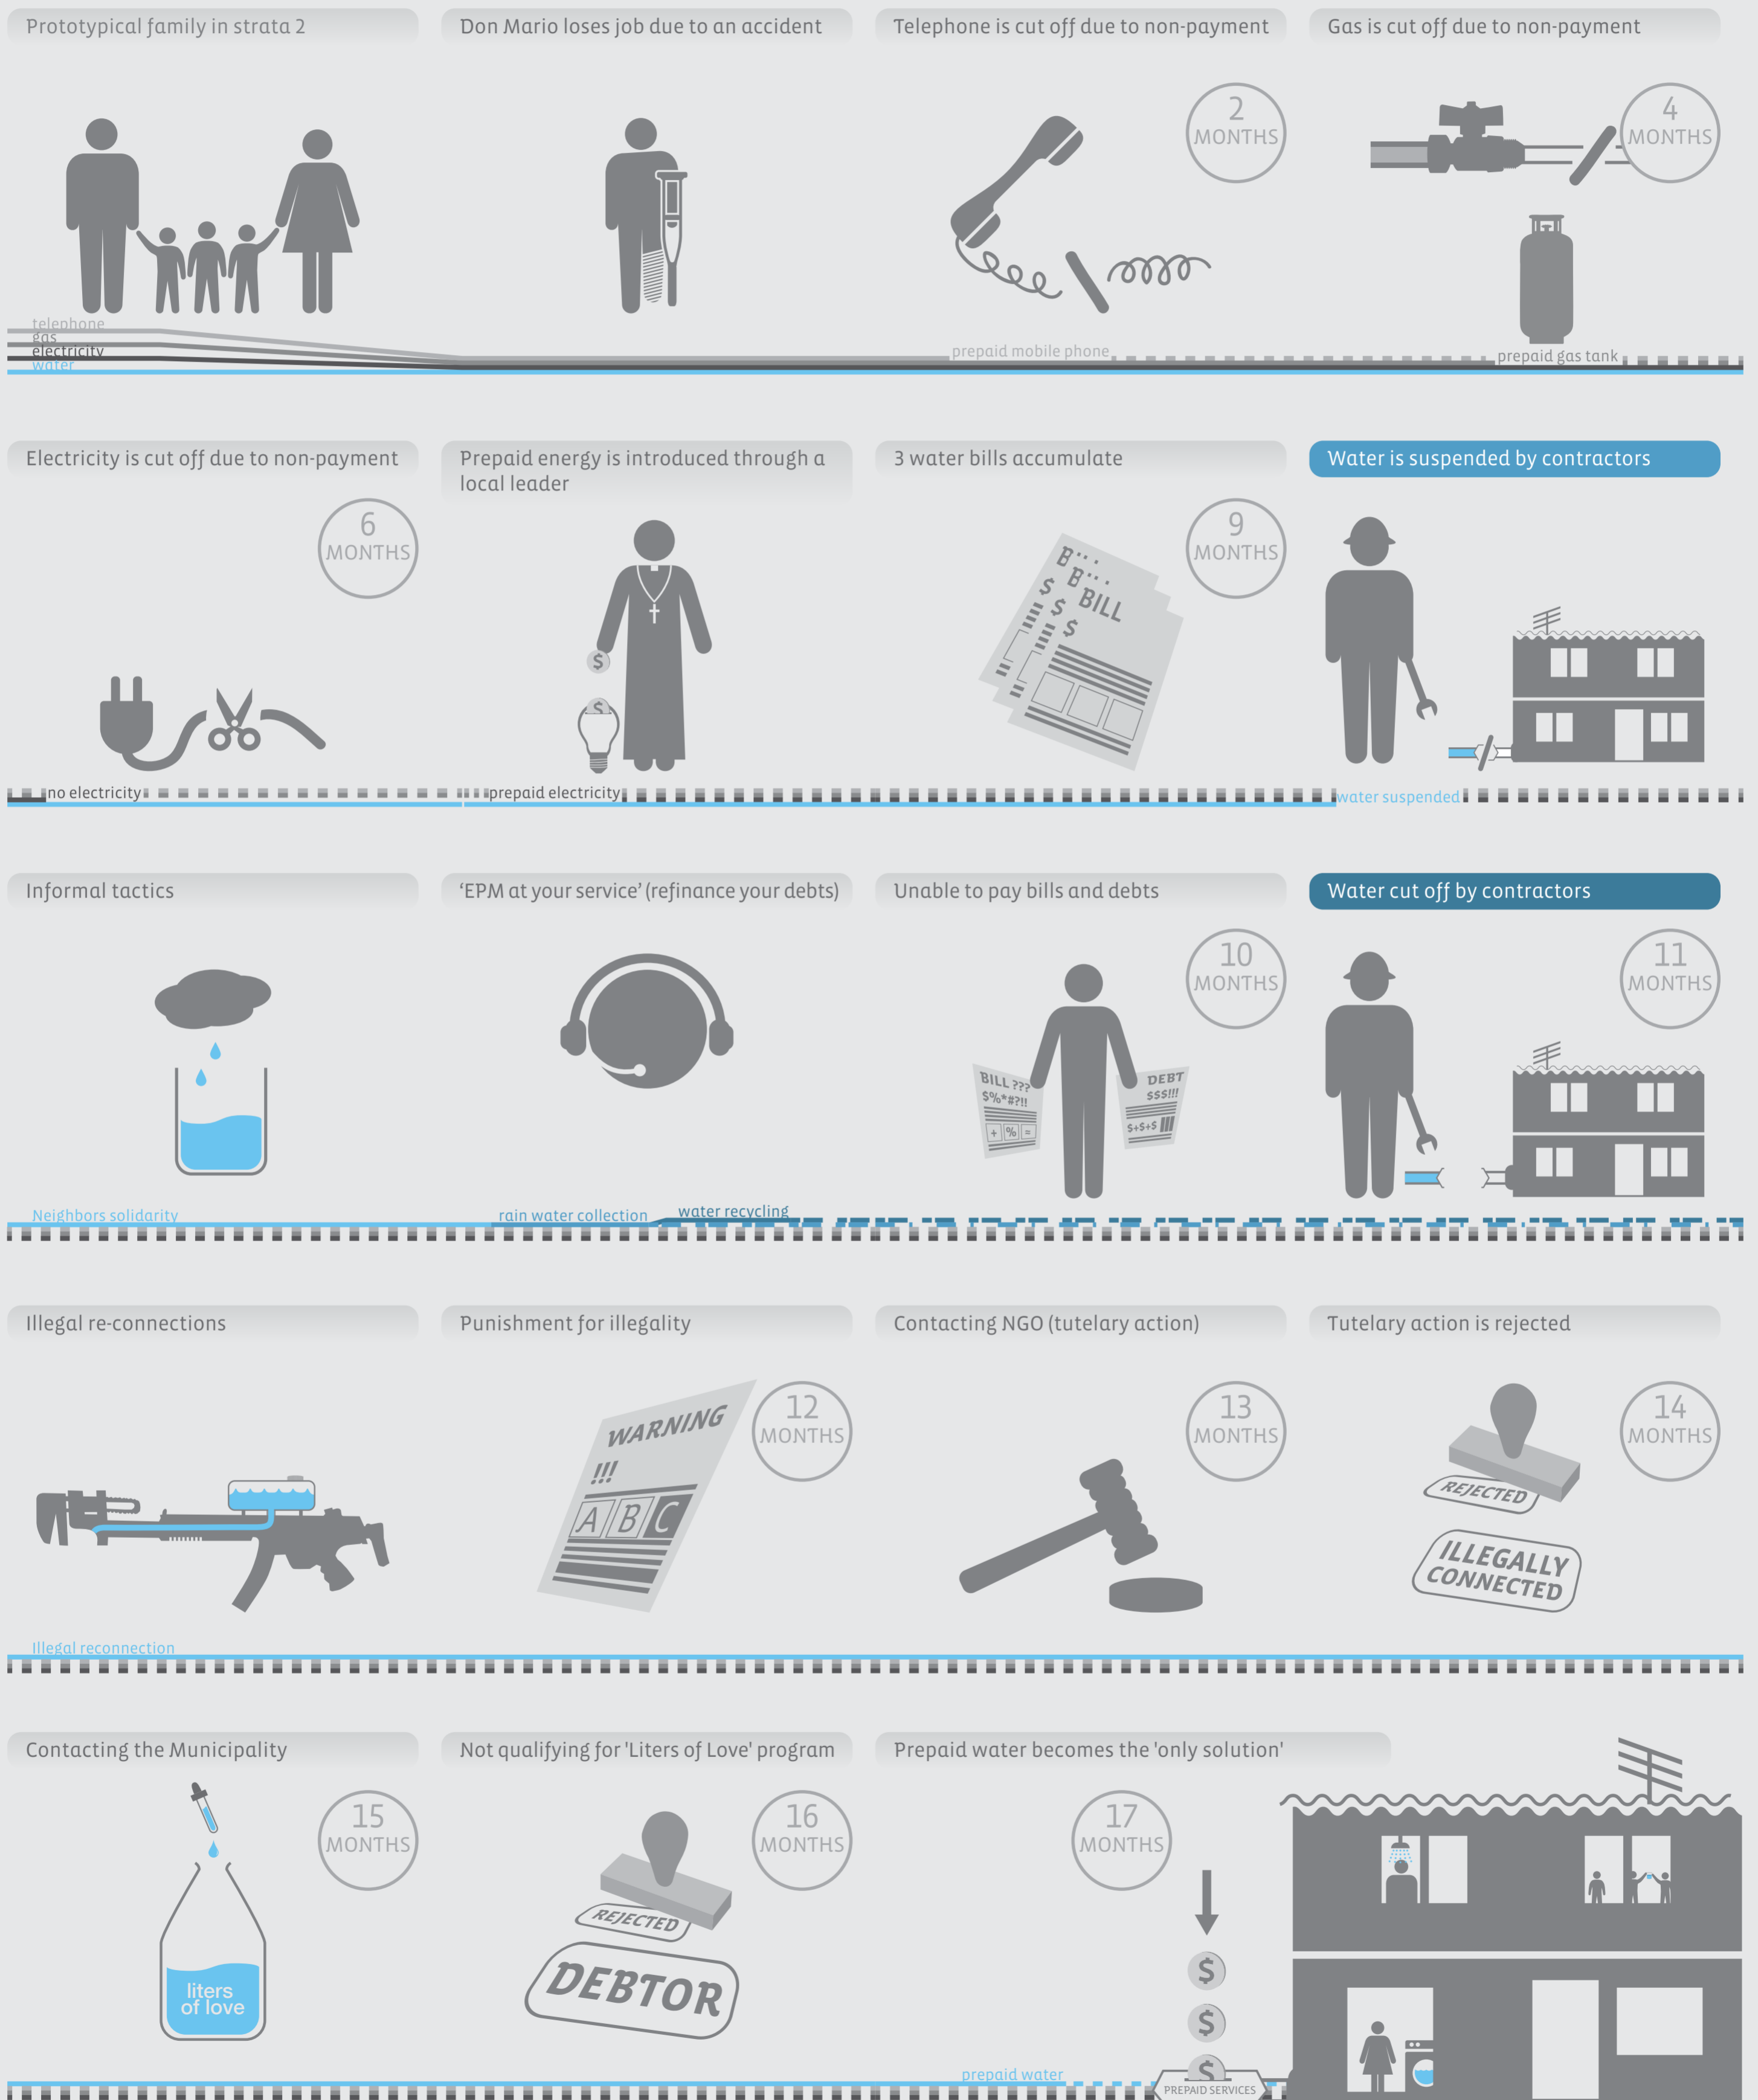 Prototypical family in strata 2
Don Mario loses job due to an accident
Telephone is cut off due to non-payment
Gas is cut off due to non-payment
2
MONTHS
4
MONTHS
telephone
gas
electricity
water
prepaid mobile phone
prepaid gas tank
Electricity is cut off due to non-payment
Prepaid energy is introduced through a
local leader
3 water bills accumulate
Water is suspended by contractors
6
MONTHS
$
$
9
MONTHS
B
B
BILL
$
$
$
no electricity
prepaid electricity
water suspended
Informal tactics
‘EPM at your service’ (refinance your debts)
Unable to pay bills and debts
Water cut off by contractors
10
MONTHS
11
MONTHS
BILL ???
$%*#?!!
+ % =
DEBT
$$$!!!
$+$+$
Neighbors solidarity
rain water collection
water recycling
Illegal re-connections
Punishment for illegality
Contacting NGO (tutelary action)
Tutelary action is rejected
12
MONTHS
WARNING
!!!
A B C
13
MONTHS
14
MONTHS
REJECTED
ILLEGALLY
CONNECTED
Illegal reconnection
Contacting the Municipality
Not qualifying for 'Liters of Love' program
Prepaid water becomes the 'only solution'
15
MONTHS
liters
of love
16
MONTHS
REJECTED
DEBTOR
17
MONTHS
$
$
$
prepaid water
PREPAID SERVICES